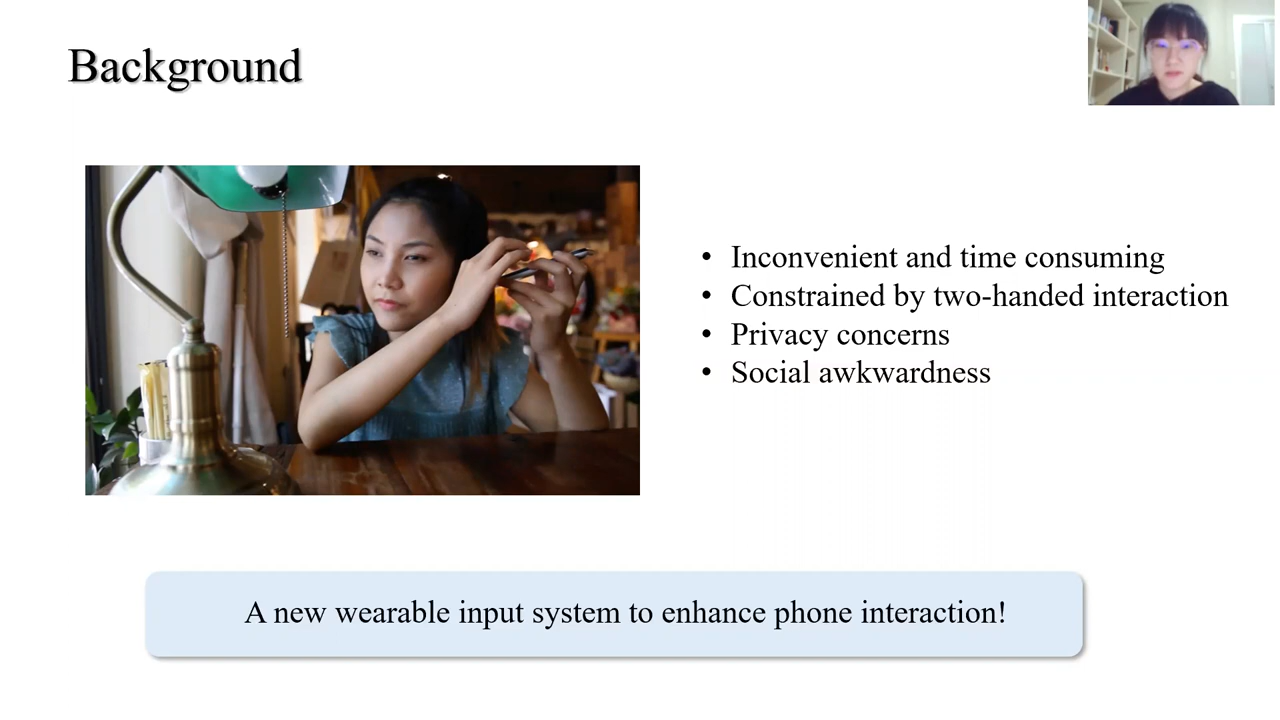 Background
• Inconvenient and time consuming
• Constrained by two-handed interaction
• Privacy concerns
• Social awkwardness
A new wearable input system to enhance phone interaction!